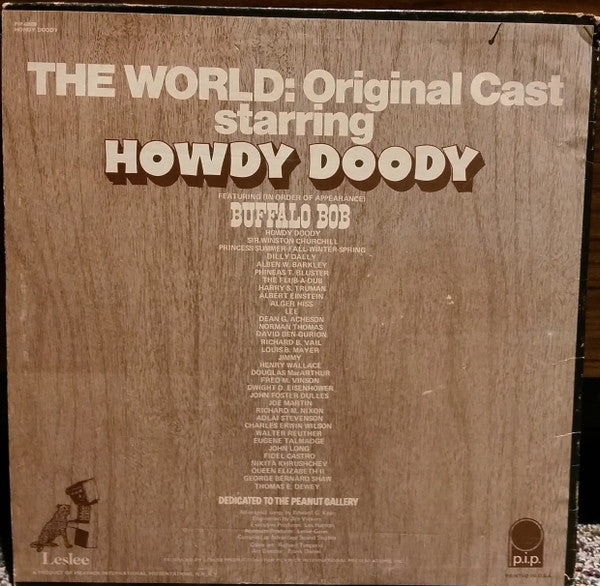 HOWDY DOODY
THE WORLD: Original Cast
starring
HOWDY DOODY
FEATURING (IN ORDER OF APPEARANCE)
BUFFALO BOB
HOWDY DOODY
SIR WINSTON CHURCHILL
PRINCESS SUMMER-FALL-WINTER-SPRING
DILLY DALLY
ALBEN W. BARKLEY
PHINEAS T. BLUSTER
THE FLUB-A-DUB
HARRY S. TRUMAN
ALBERT EINSTEIN
ALGER HISS
LEE
DEAN G. ACHESON
NORMAN THOMAS
DAVID BEN-GURION
RICHARD B. VAIL
LOUIS B. MAYER
JIMMY
HENRY WALLACE
DOUGLAS MacARTHUR
FRED M. VINSON
DWIGHT D. EISENHOWER
JOHN FOSTER DULLES
JOE MARTIN
RICHARD M. NIXON
ADLAI STEVENSON
CHARLES ERWIN WILSON
WALTER REUTHER
EUGENE TALMADGE
JOHN LONG
FIDEL CASTRO
NIKITA KHRUSHCHEV
QUEEN ELIZABETH II
GEORGE BERNARD SHAW
THOMAS E. DEWEY
DEDICATED TO THE PEANUT GALLERY
Leslee
p.i.p.
PRINTED IN U.S.A.